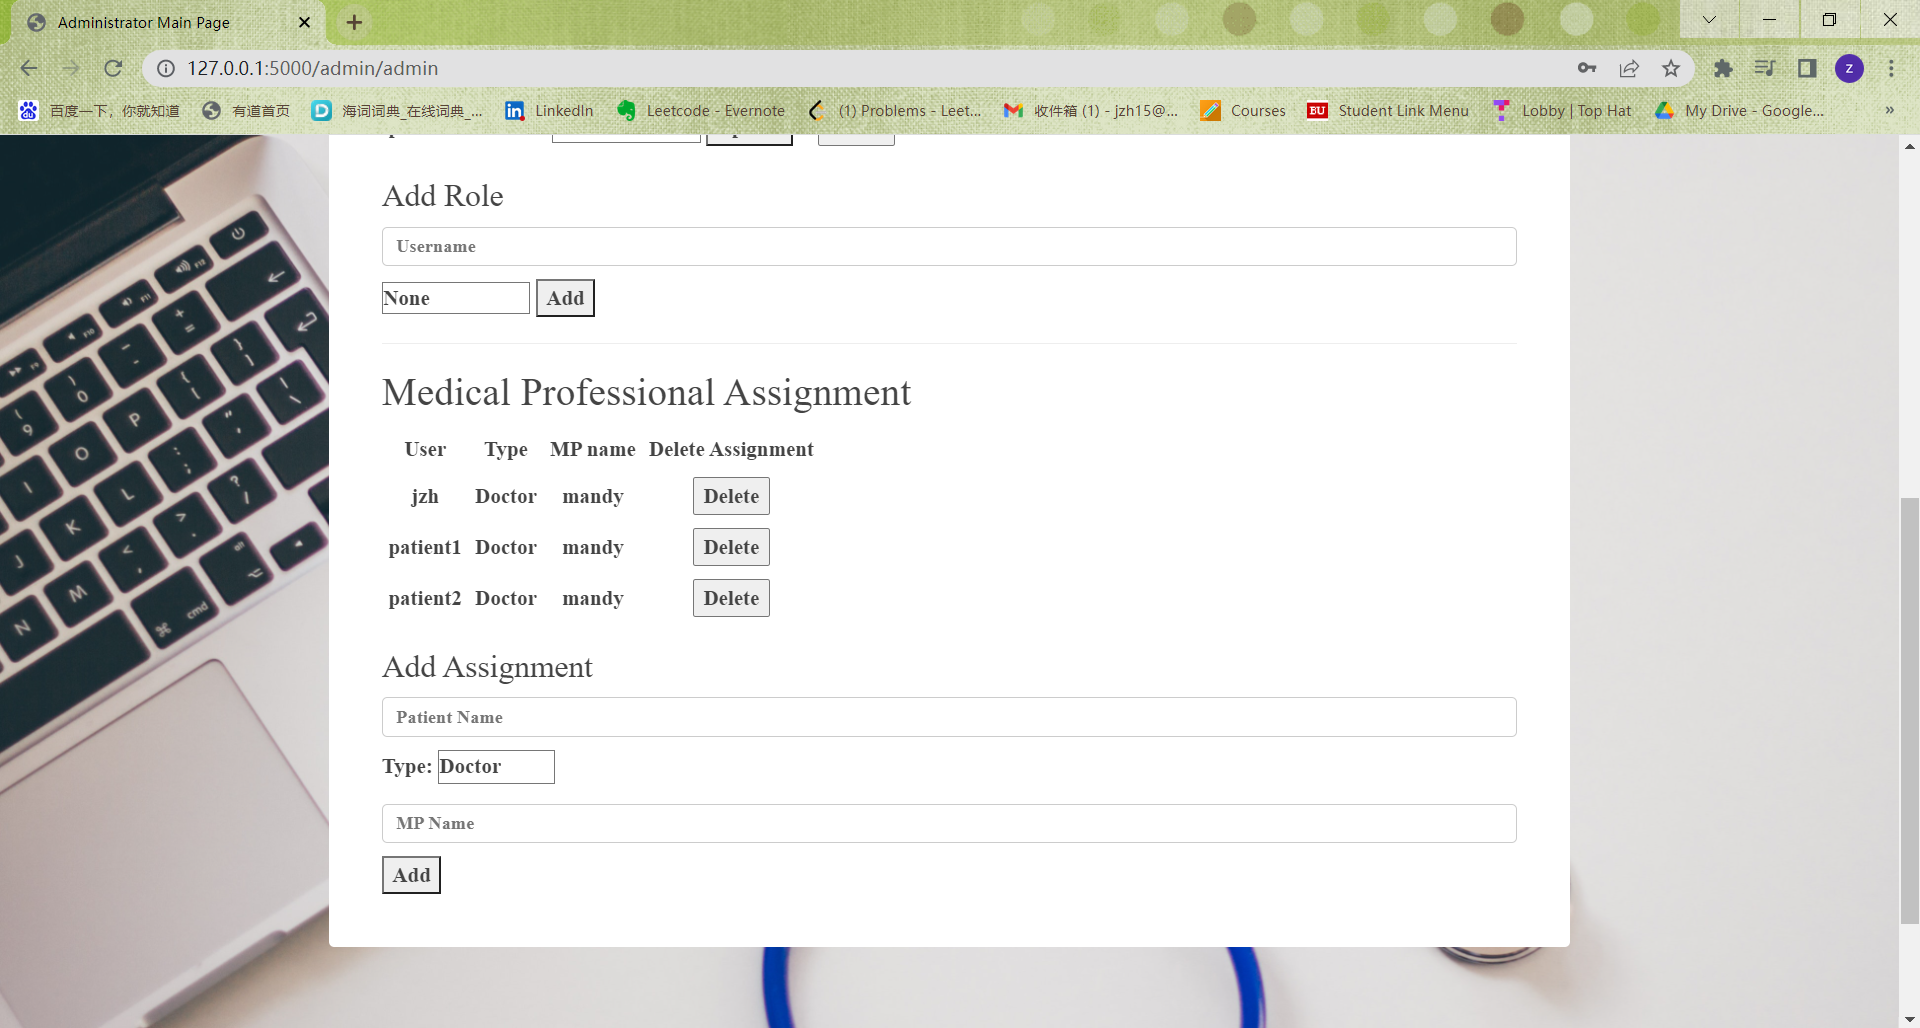 Administrator Main Page
127.0.0.1:5000/admin/admin
z
百度一下，你就知道
有道首页
海词词典_在线词典_...
LinkedIn
Leetcode - Evernote
(1) Problems - Leet...
收件箱 (1) - jzh15@...
Courses
BU Student Link Menu
Lobby | Top Hat
My Drive - Google...
»
Add Role
Username
None Add
Medical Professional Assignment
User Type MP name Delete Assignment
jzh Doctor mandy Delete
patient1 Doctor mandy Delete
patient2 Doctor mandy Delete
Add Assignment
Patient Name
Type: Doctor
MP Name
Add